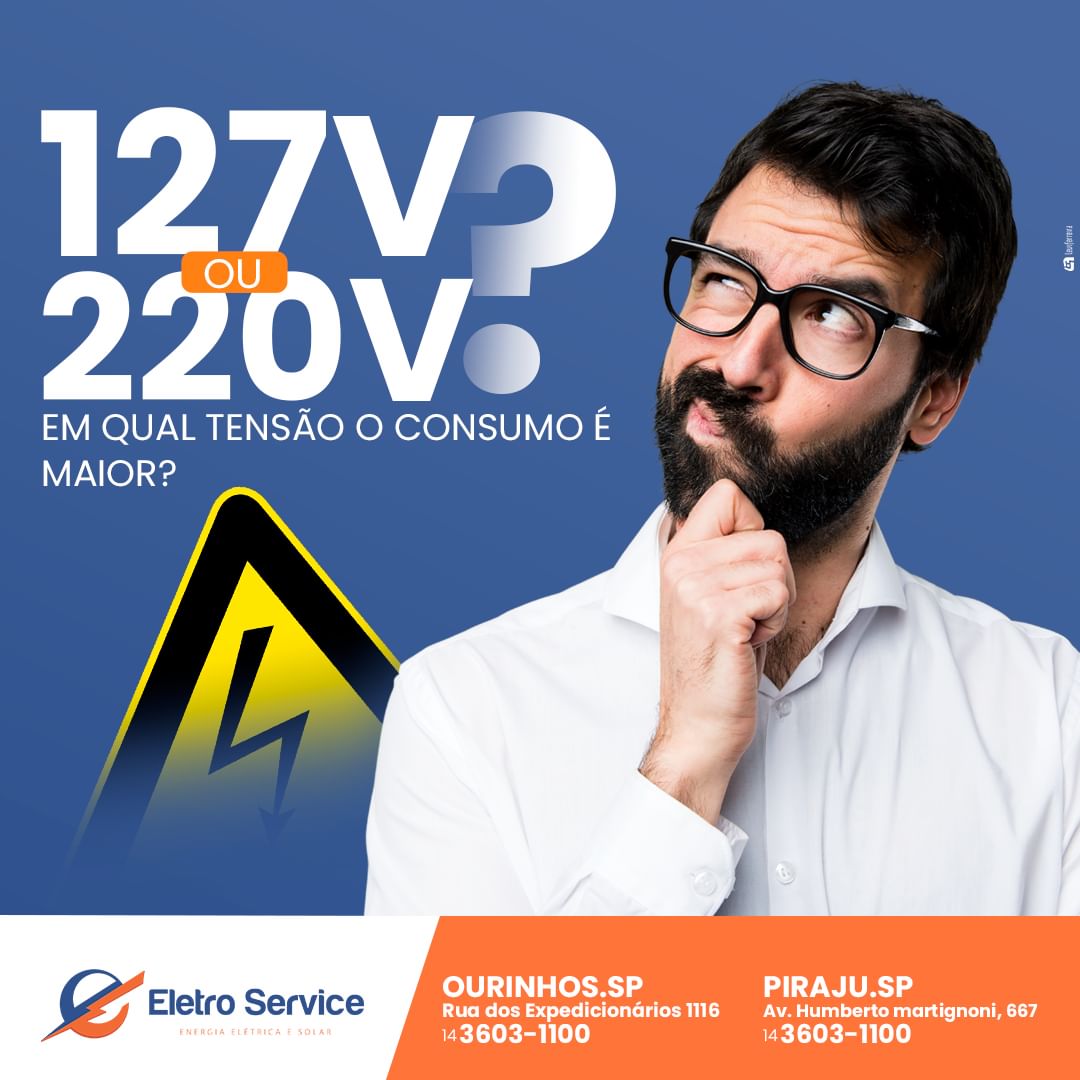 127V?
OU
220V
EM QUAL TENSÃO O CONSUMO É
MAIOR?
Eletro Service
ENERGIA ELÉTRICA E SOLAR
OURINHOS.SP
Rua dos Expedicionários 1116
14 3603-1100
PIRAJU.SP
Av. Humberto martignoni, 667
14 3603-1100